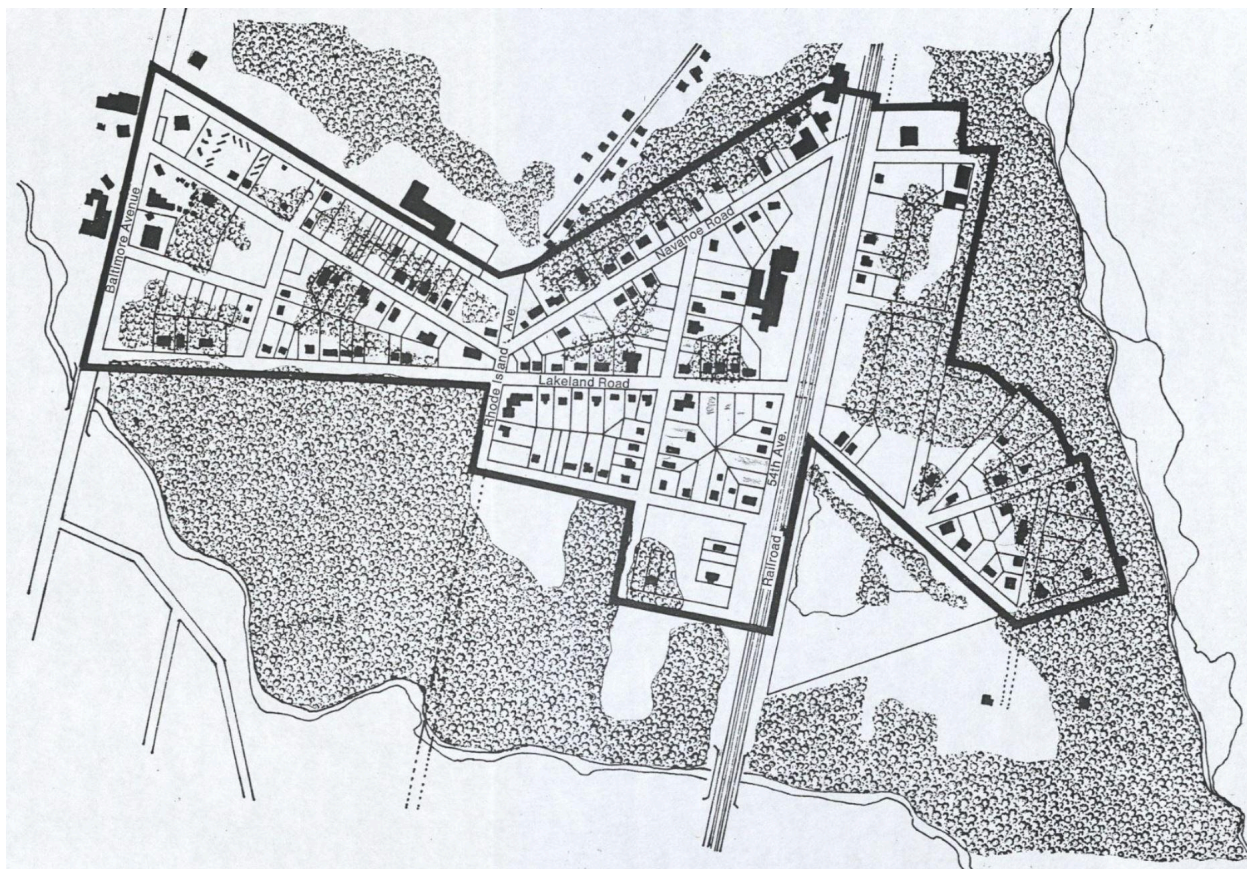 Baltimore Avenue
Rhode Island Ave.
Navahoe Road
Lakeland Road
54th Ave.
Railroad